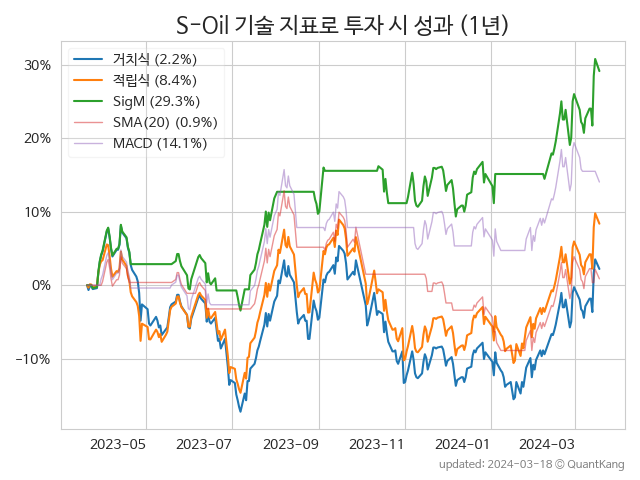 S-Oil 기술 지표로 투자 시 성과 (1년)
거치식 (2.2%)
적립식 (8.4%)
SigM (29.3%)
SMA(20) (0.9%)
MACD (14.1%)
30%
20%
10%
0%
−10%
2023-05 2023-07 2023-09 2023-11 2024-01 2024-03
updated: 2024-03-18 © QuantKang